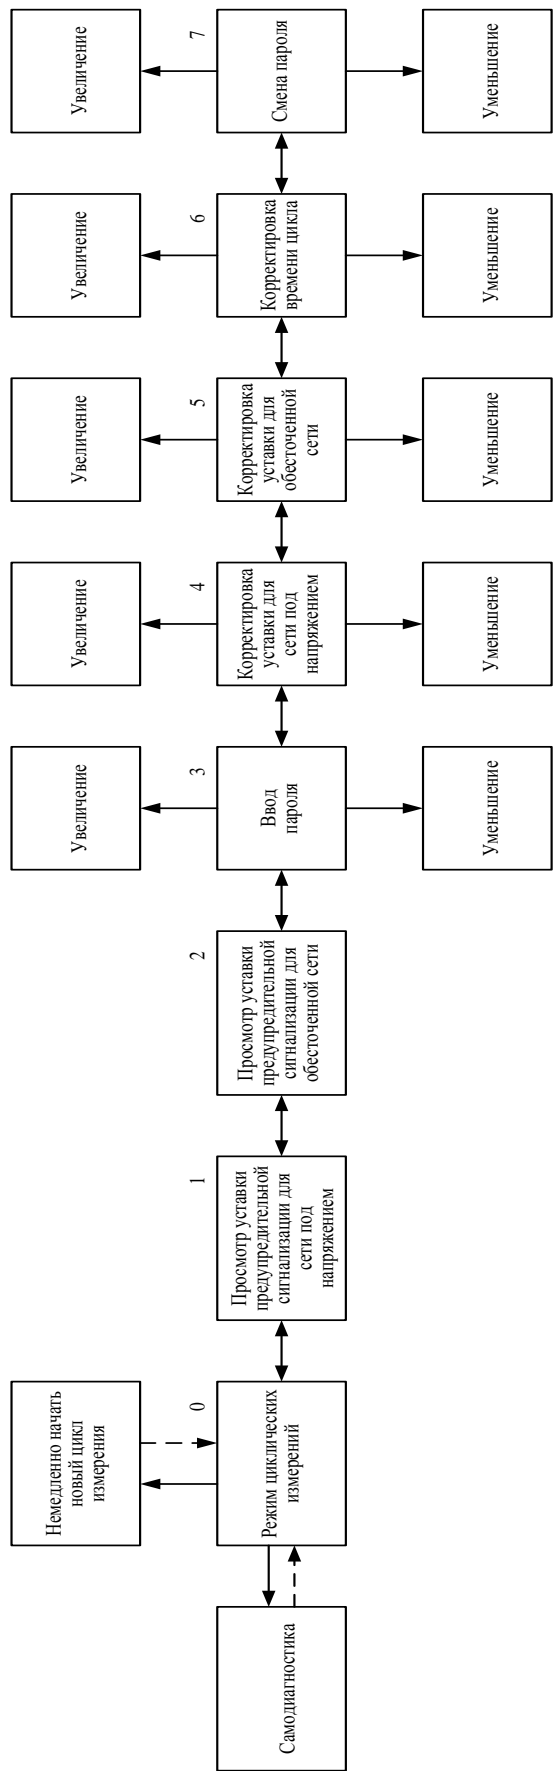 Самодиагностика
Немедленно начать
новый цикл
измерения
0
Режим циклических
измерений
1
Просмотр уставки
предупредительной
сигнализации для
сети под
напряжением
2
Просмотр уставки
предупредительной
сигнализации для
обесточенной сети
Увеличение
3
Ввод
пароля
Уменьшение
Увеличение
4
Корректировка
уставки для
сети под
напряжением
Уменьшение
Увеличение
5
Корректировка
уставки для
обесточенной
сети
Уменьшение
Увеличение
6
Корректировка
времени цикла
Уменьшение
Увеличение
7
Смена пароля
Уменьшение